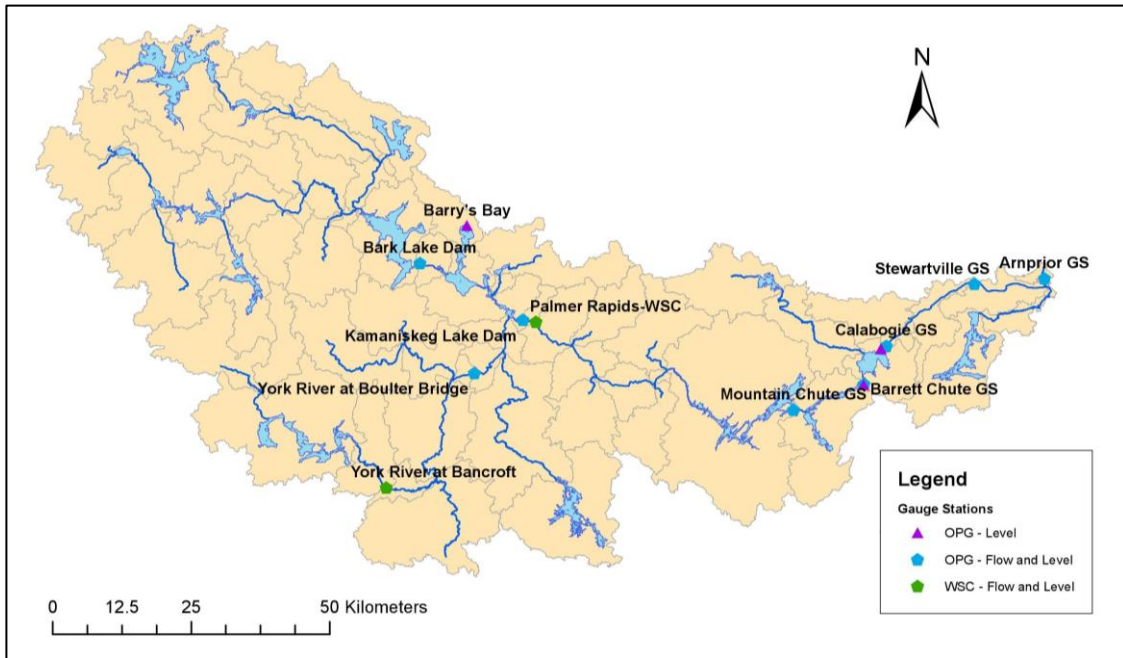 N
Barry's Bay
Bark Lake Dam
Stewartville GS
Arnprior GS
Palmer Rapids-WSC
Kamaniskeg Lake Dam
Calabogie GS
York River at Boulter Bridge
Mountain Chute GS
Barrett Chute GS
York River at Bancroft
Legend
Gauge Stations
OPG - Level
OPG - Flow and Level
WSC - Flow and Level
0 12.5 25 50 Kilometers